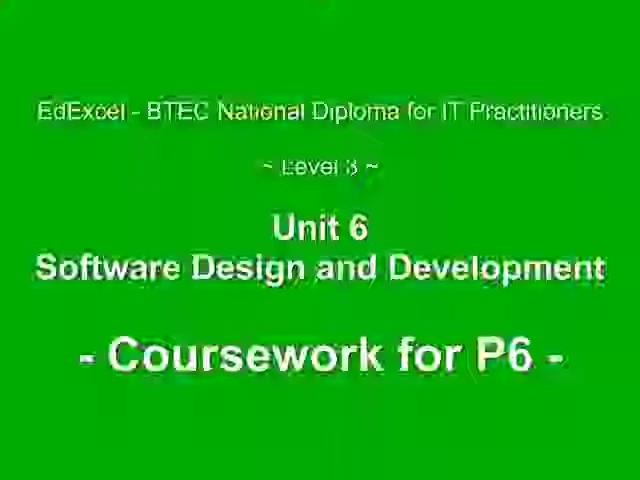 EdExcel - BTEC National Diploma for IT Practitioners
~ Level 3 ~
Unit 6
Software Design and Development
- Coursework for P6 -